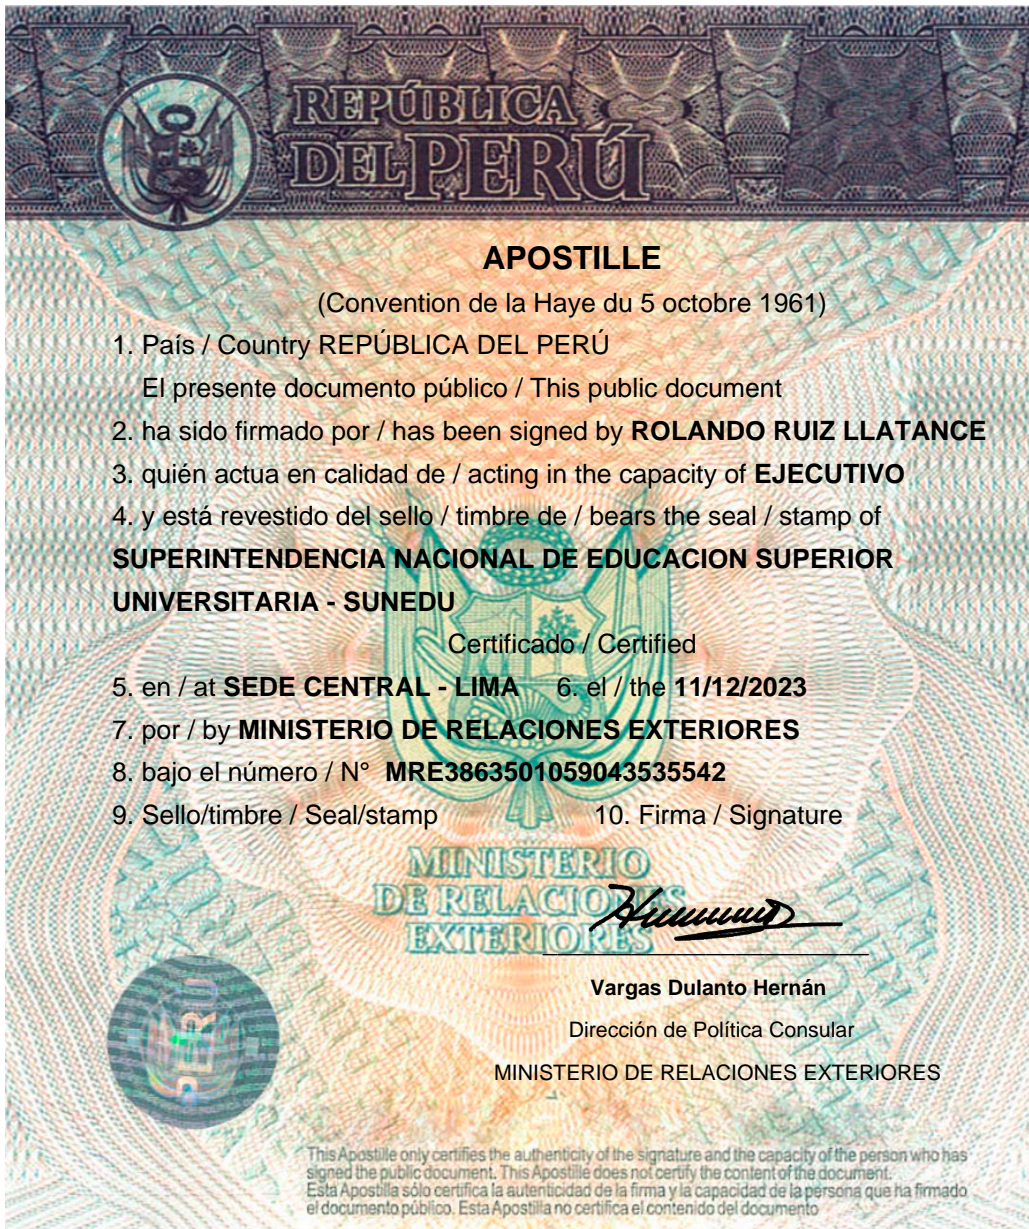 REPÚBLICA
DEL PERÚ
APOSTILLE
(Convention de la Haye du 5 octobre 1961)
1. País / Country REPÚBLICA DEL PERÚ
El presente documento público / This public document
2. ha sido firmado por / has been signed by ROLANDO RUIZ LLATANCE
3. quién actua en calidad de / acting in the capacity of EJECUTIVO
4. y está revestido del sello / timbre de / bears the seal / stamp of
SUPERINTENDENCIA NACIONAL DE EDUCACION SUPERIOR
UNIVERSITARIA - SUNEDU
Certificado / Certified
5. en / at SEDE CENTRAL - LIMA 6. el / the 11/12/2023
7. por / by MINISTERIO DE RELACIONES EXTERIORES
8. bajo el número / N° MRE3863501059043535542
9. Sello/timbre / Seal/stamp 10. Firma / Signature
MINISTERIO
DE RELACIONES
EXTERIORES
Vargas Dulanto Hernán
Dirección de Política Consular
MINISTERIO DE RELACIONES EXTERIORES
PERU
This Apostille only certifies the authenticity of the signature and the capacity of the person who has
signed the public document. This Apostille does not certify the content of the document.
Esta Apostilla sólo certifica la autenticidad de la firma y la capacidad de la persona que ha firmado
el documento público. Esta Apostilla no certifica el contenido del documento